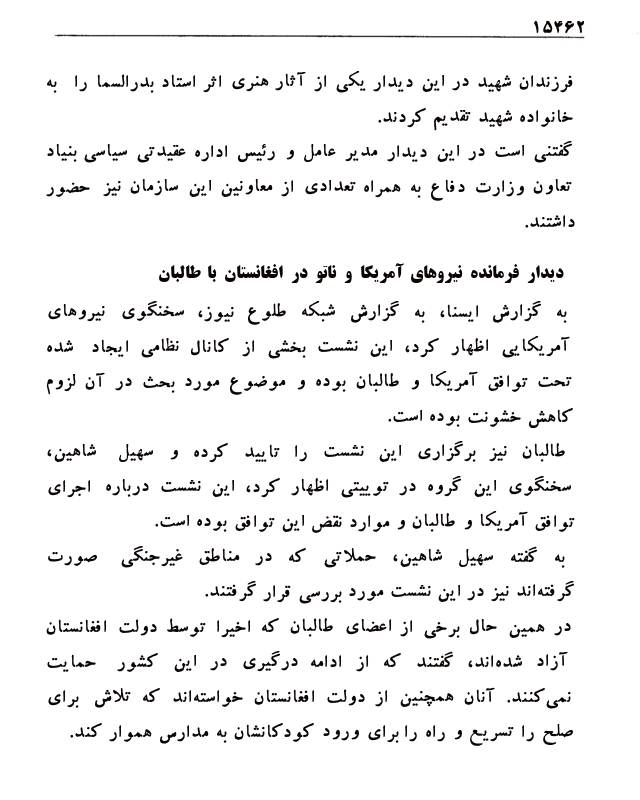 ۱۵۴۶۲
فرزندان شهید در این دیدار یکی از آثار هنری اثر استاد بدرالسما را به
خانواده شهید تقدیم کردند.
گفتنی است در این دیدار مدیر عامل و رئیس اداره عقیدتی سیاسی بنیاد
تعاون وزارت دفاع به همراه تعدادی از معاونین این سازمان نیز حضور
داشتند.
دیدار فرمانده نیروهای آمریکا و ناتو در افغانستان با طالبان
به گزارش ایسنا، به گزارش شبکه طلوع نیوز، سخنگوی نیروهای
آمریکایی اظهار کرد، این نشست بخشی از کانال نظامی ایجاد شده
تحت توافق آمریکا و طالبان بوده و موضوع مورد بحث در آن لزوم
کاهش خشونت بوده است.
طالبان نیز برگزاری این نشست را تایید کرده و سهیل شاهین،
سخنگوی این گروه در توییتی اظهار کرد، این نشست درباره اجرای
توافق آمریکا و طالبان و موارد نقض این توافق بوده است.
به گفته سهیل شاهین، حملاتی که در مناطق غیرجنگی صورت
گرفته‌اند نیز در این نشست مورد بررسی قرار گرفتند.
در همین حال برخی از اعضای طالبان که اخیرا توسط دولت افغانستان
آزاد شده‌اند، گفتند که از ادامه درگیری در این کشور حمایت
نمی‌کنند. آنان همچنین از دولت افغانستان خواسته‌اند که تلاش برای
صلح را تسریع و راه را برای ورود کودکانشان به مدارس هموار کند.